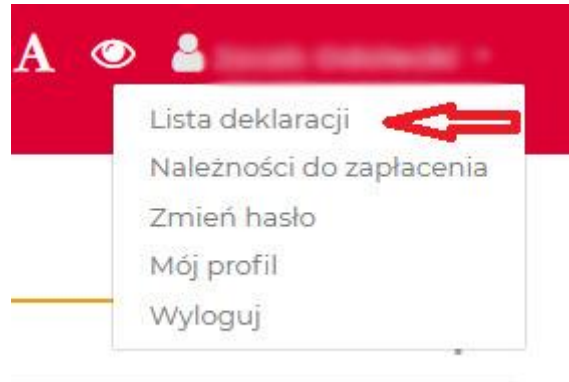 A
Lista deklaracji
Należności do zapłacenia
Zmień hasło
Mój profil
Wyloguj